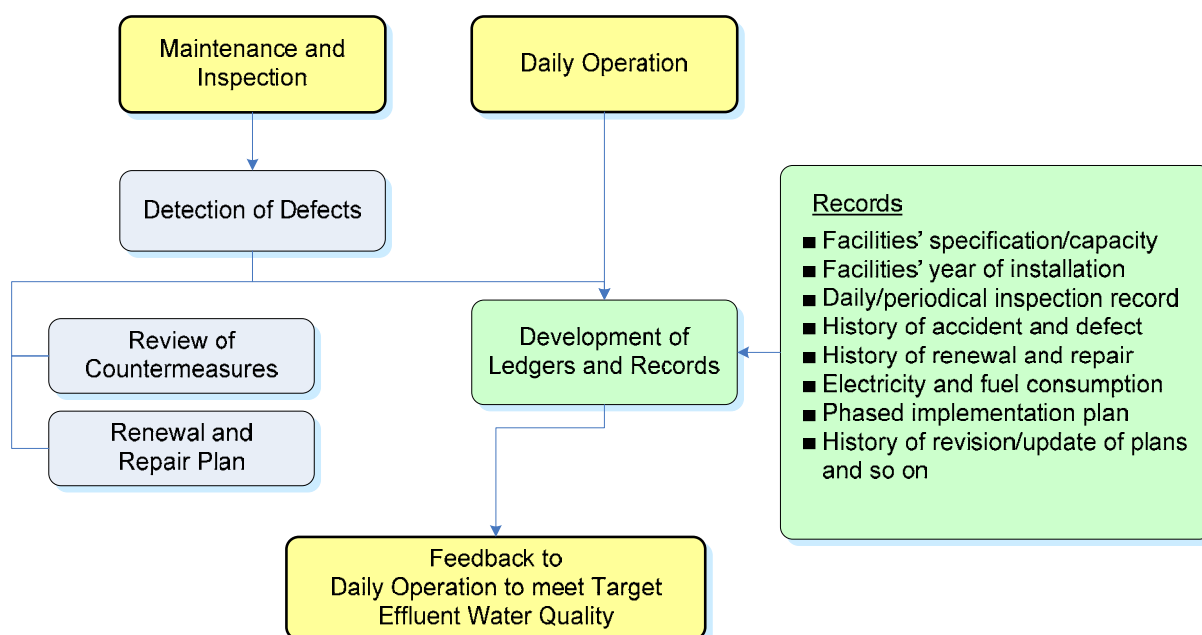 Maintenance and
Inspection
Daily Operation
Detection of Defects
Records
■ Facilities' specification/capacity
■ Facilities' year of installation
■ Daily/periodical inspection record
■ History of accident and defect
■ History of renewal and repair
■ Electricity and fuel consumption
■ Phased implementation plan
■ History of revision/update of plans
and so on
Review of
Countermeasures
Development of
Ledgers and Records
Renewal and
Repair Plan
Feedback to
Daily Operation to meet Target
Effluent Water Quality